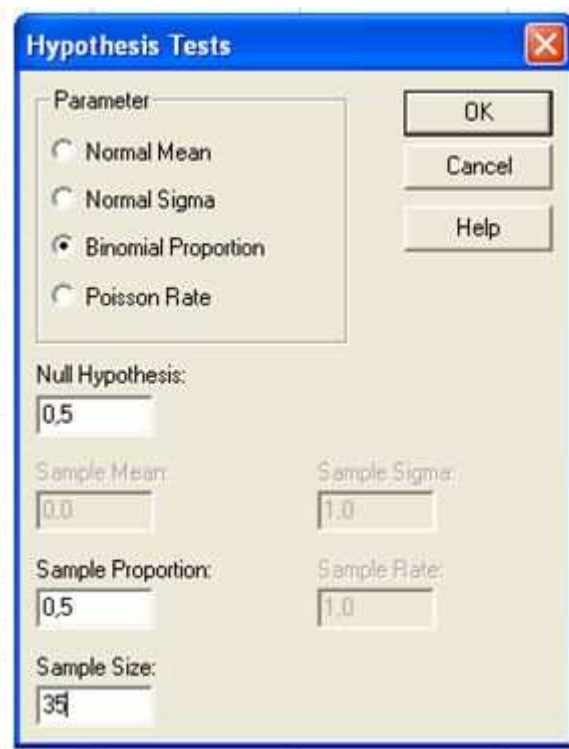 Hypothesis Tests
Parameter
Normal Mean
Normal Sigma
Binomial Proportion
Poisson Rate
OK
Cancel
Help
Null Hypothesis:
0,5
Sample Mean:
0,0
Sample Sigma:
1,0
Sample Proportion:
0,5
Sample Rate:
1,0
Sample Size:
35